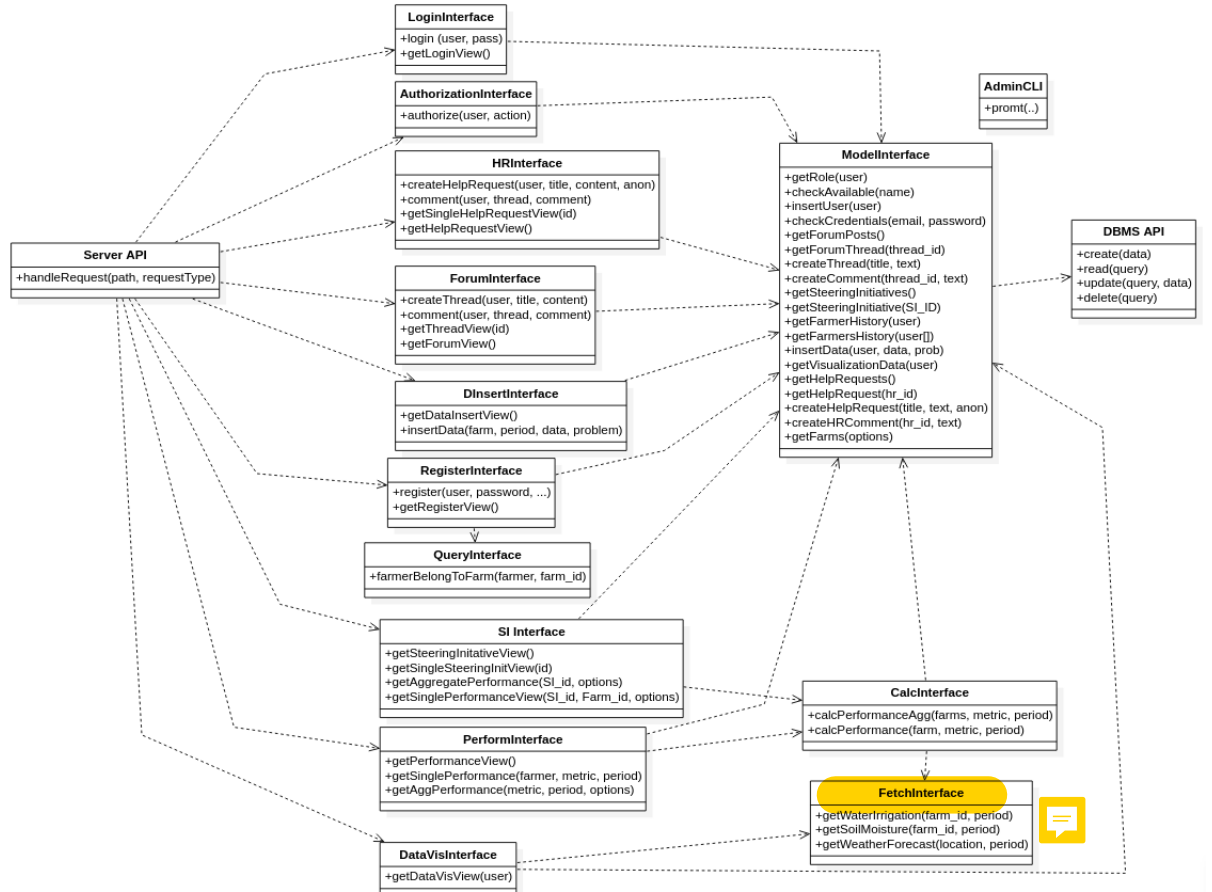 LoginInterface
+login (user, pass)
+getLoginView()
AuthorizationInterface
+authorize(user, action)
AdminCLI
+promt(..)
HRInterface
+createHelpRequest(user, title, content, anon)
+comment(user, thread, comment)
+getSingleHelpRequestView(id)
+getHelpRequestView()
ModelInterface
+getRole(user)
+checkAvailable(name)
+insertUser(user)
+checkCredentials(email, password)
+getForumPosts()
+getForumThread(thread_id)
+createThread(title, text)
+createComment(thread_id, text)
+getSteeringInitiatives()
+getSteeringInitiative(SI_ID)
+getFarmerHistory(user)
+getFarmersHistory(user[])
+insertData(user, data, prob)
+getVisualizationData(user)
+getHelpRequests()
+getHelpRequest(hr_id)
+createHelpRequest(title, text, anon)
+createHRComment(hr_id, text)
+getFarms(options)
DBMS API
+create(data)
+read(query)
+update(query, data)
+delete(query)
Server API
+handleRequest(path, requestType)
ForumInterface
+createThread(user, title, content)
+comment(user, thread, comment)
+getThreadView(id)
+getForumView()
DInsertInterface
+getDataInsertView()
+insertData(farm, period, data, problem)
RegisterInterface
+register(user, password, ...)
+getRegisterView()
QueryInterface
+farmerBelongToFarm(farmer, farm_id)
SI Interface
+getSteeringInitativeView()
+getSingleSteeringInitView(id)
+getAggregatePerformance(SI_id, options)
+getSinglePerformanceView(SI_id, Farm_id, options)
CalcInterface
+calcPerformanceAgg(farms, metric, period)
+calcPerformance(farm, metric, period)
PerformInterface
+getPerformanceView()
+getSinglePerformance(farmer, metric, period)
+getAggPerformance(metric, period, options)
FetchInterface
+getWaterIrrigation(farm_id, period)
+getSoilMoisture(farm_id, period)
+getWeatherForecast(location, period)
DataVisInterface
+getDataVisView(user)